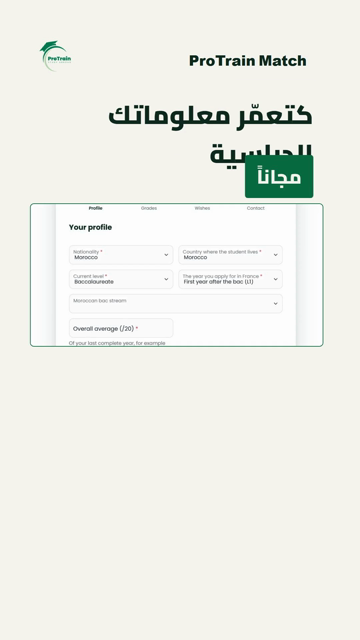 ProTrain
ProTrain Match
كتعمّر معلوماتك
الدراسية
مجاناً
Profile Grades Wishes Contact
Your profile
Nationality * Country where the student lives *
Morocco Morocco
Current level * The year you apply for in France *
Baccalaureate First year after the bac (L1)
Moroccan bac stream
Overall average (/20) *
Of your last complete year, for example